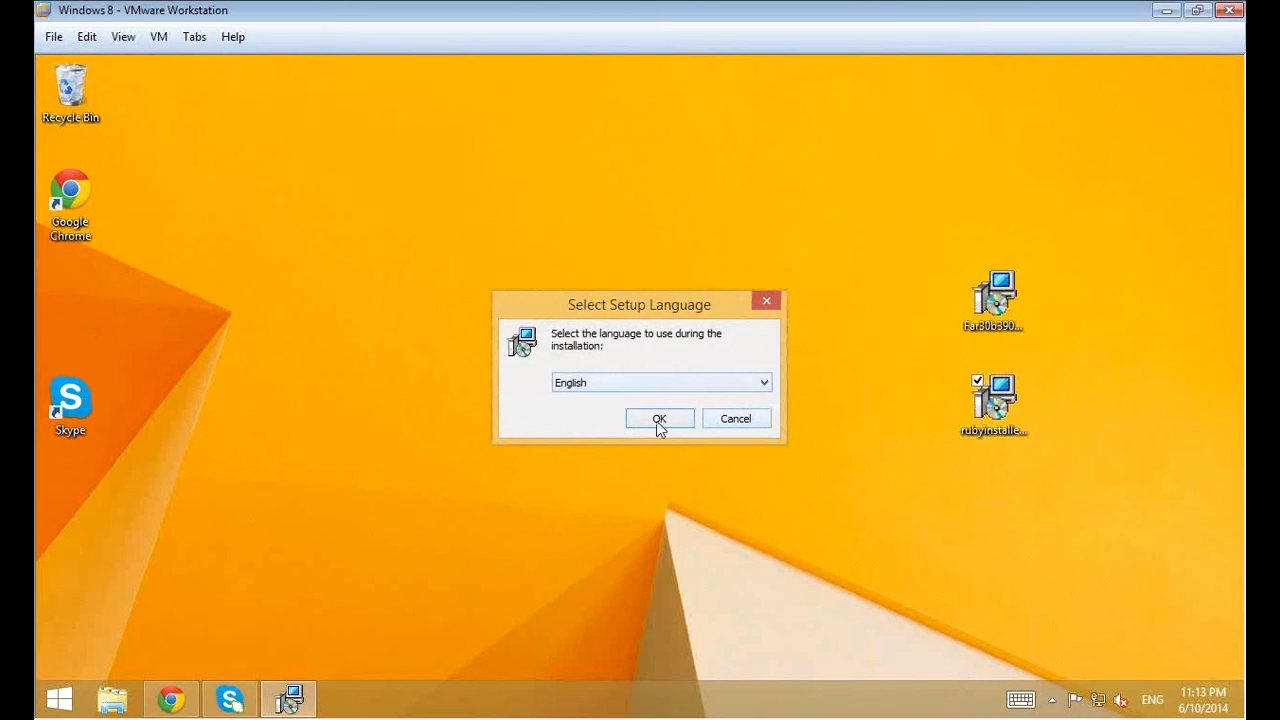 Windows 8 - VMware Workstation
File Edit View VM Tabs Help
Recycle Bin
Google
Chrome
Skype
Far30b390...
rubyinstalle...
Select Setup Language
Select the language to use during the
installation:
English
OK Cancel
ENG
11:13 PM
6/10/2014